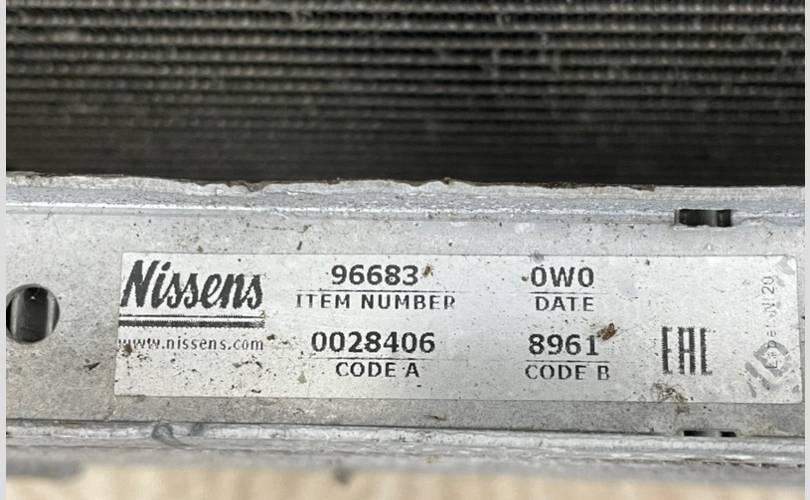 Nissens
www.nissens.com
96683
ITEM NUMBER
0W0
DATE
0028406
CODE A
8961
CODE B
EAC